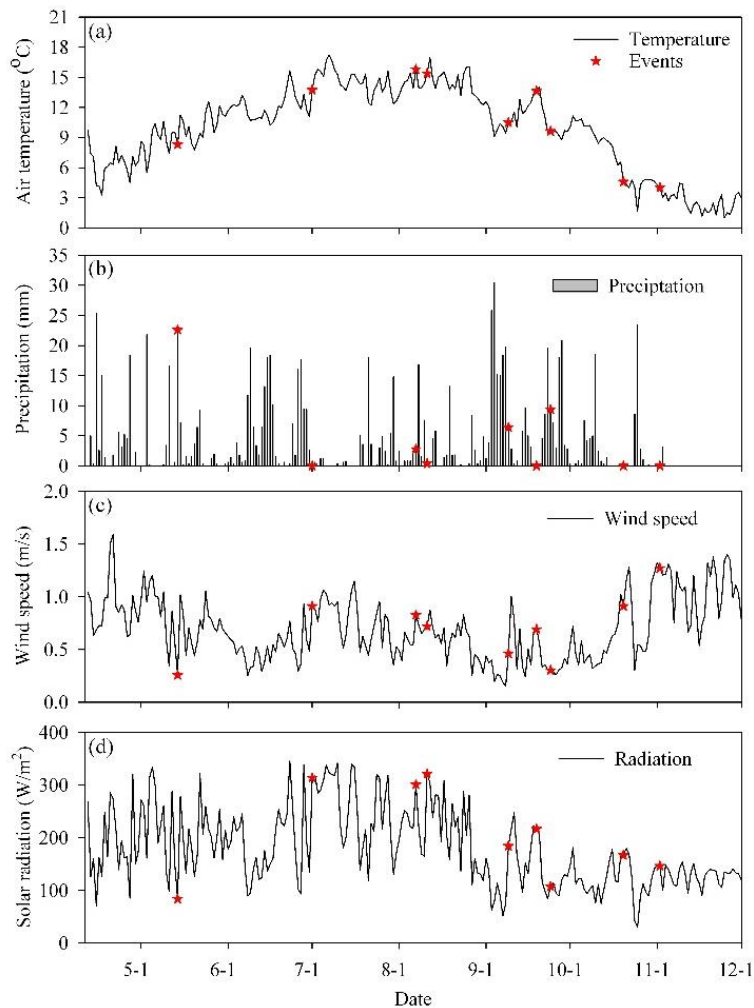 (a)
Temperature
Events
Air temperature (°C)
21
18
15
12
9
6
3
0
(b)
Preciptation
Precipitation (mm)
35
30
25
20
15
10
5
0
(c)
Wind speed
Wind speed (m/s)
2.0
1.5
1.0
0.5
0.0
(d)
Radiation
Solar radiation (W/m²)
400
300
200
100
0
5-1 6-1 7-1 8-1 9-1 10-1 11-1 12-1
Date